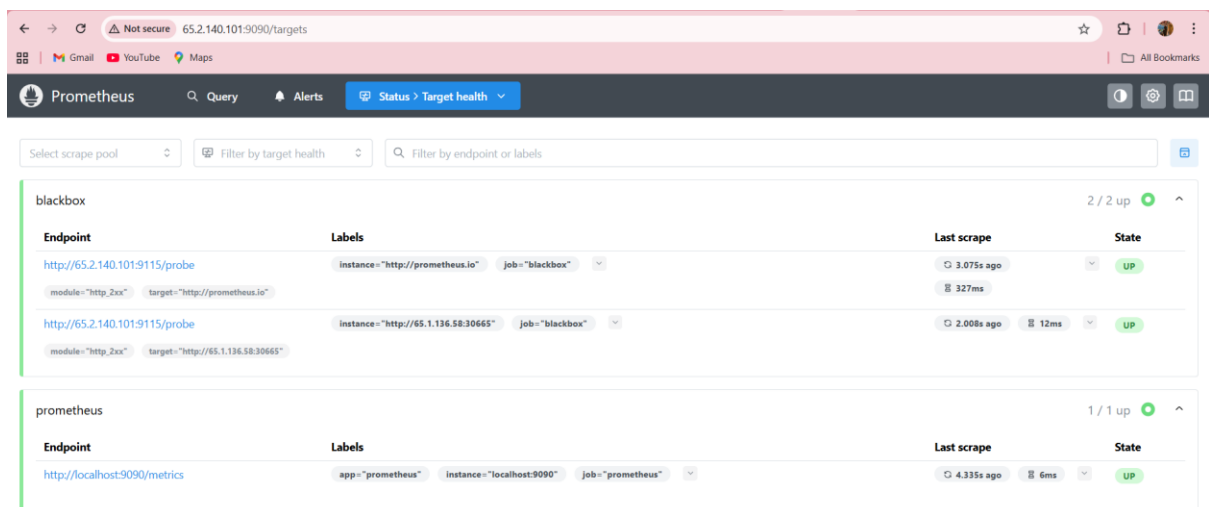 Not secure 65.2.140.101:9090/targets
Gmail YouTube Maps All Bookmarks
Prometheus Query Alerts Status > Target health
Select scrape pool Filter by target health Filter by endpoint or labels
blackbox 2 / 2 up
Endpoint Labels Last scrape State
http://65.2.140.101:9115/probe instance="http://prometheus.io" job="blackbox" 3.075s ago UP
module="http_2xx" target="http://prometheus.io" 327ms
http://65.2.140.101:9115/probe instance="http://65.1.136.58:30665" job="blackbox" 2.008s ago 12ms UP
module="http_2xx" target="http://65.1.136.58:30665"
prometheus 1 / 1 up
Endpoint Labels Last scrape State
http://localhost:9090/metrics app="prometheus" instance="localhost:9090" job="prometheus" 4.335s ago 6ms UP